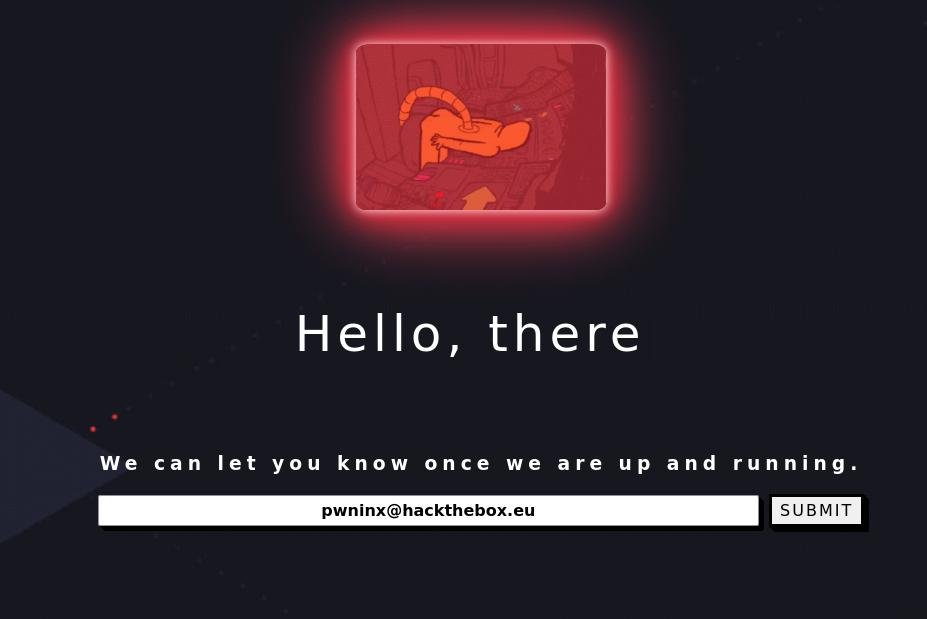 Hello, there
We can let you know once we are up and running.
pwninx@hackthebox.eu
SUBMIT